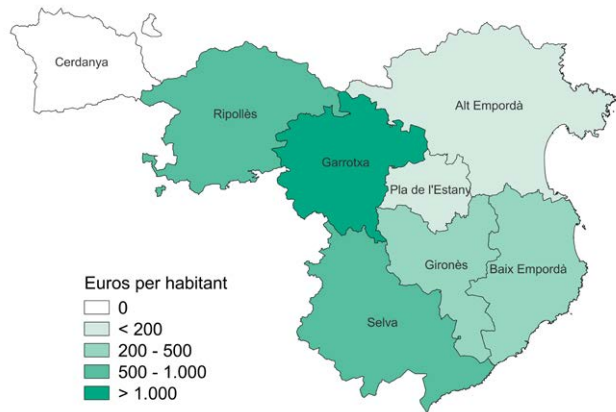 Cerdanya
Ripollès
Alt Empordà
Garrotxa
Pla de l'Estany
Gironès
Baix Empordà
Selva
Euros per habitant
0
< 200
200 - 500
500 - 1.000
> 1.000